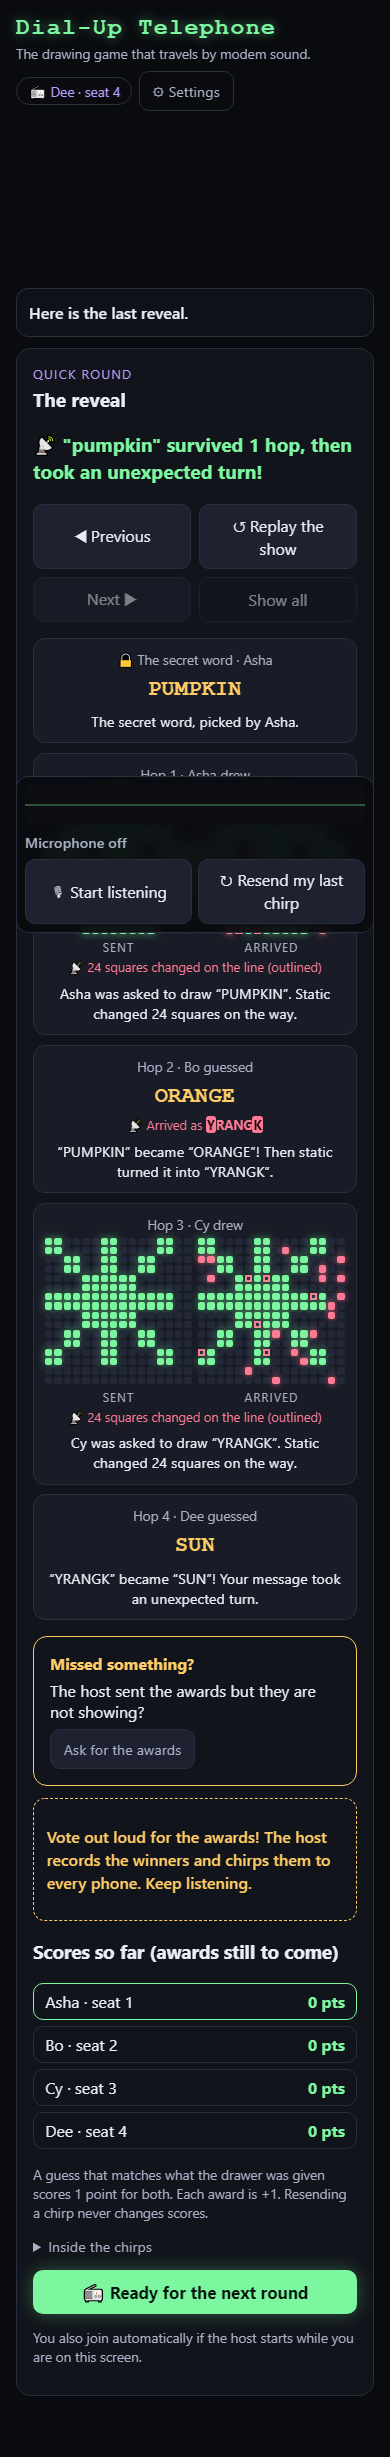 Dial-Up Telephone
The drawing game that travels by modem sound.
📻 Dee · seat 4
⚙ Settings
Here is the last reveal.
QUICK ROUND
The reveal
📡 "pumpkin" survived 1 hop, then
took an unexpected turn!
◀ Previous
↺ Replay the
show
Next ▶
Show all
🔒 The secret word · Asha
PUMPKIN
The secret word, picked by Asha.
Hop 1 · Asha drew
Microphone off
🎙 Start listening
↻ Resend my last
chirp
SENT
ARRIVED
📡 24 squares changed on the line (outlined)
Asha was asked to draw “PUMPKIN”. Static
changed 24 squares on the way.
Hop 2 · Bo guessed
ORANGE
📡 Arrived as YRANGK
“PUMPKIN” became “ORANGE”! Then static
turned it into “YRANGK”.
Hop 3 · Cy drew
SENT
ARRIVED
📡 24 squares changed on the line (outlined)
Cy was asked to draw “YRANGK”. Static
changed 24 squares on the way.
Hop 4 · Dee guessed
SUN
“YRANGK” became “SUN”! Your message took
an unexpected turn.
Missed something?
The host sent the awards but they are
not showing?
Ask for the awards
Vote out loud for the awards! The host
records the winners and chirps them to
every phone. Keep listening.
Scores so far (awards still to come)
Asha · seat 1 0 pts
Bo · seat 2 0 pts
Cy · seat 3 0 pts
Dee · seat 4 0 pts
A guess that matches what the drawer was given
scores 1 point for both. Each award is +1. Resending
a chirp never changes scores.
▶ Inside the chirps
📻 Ready for the next round
You also join automatically if the host starts while you
are on this screen.